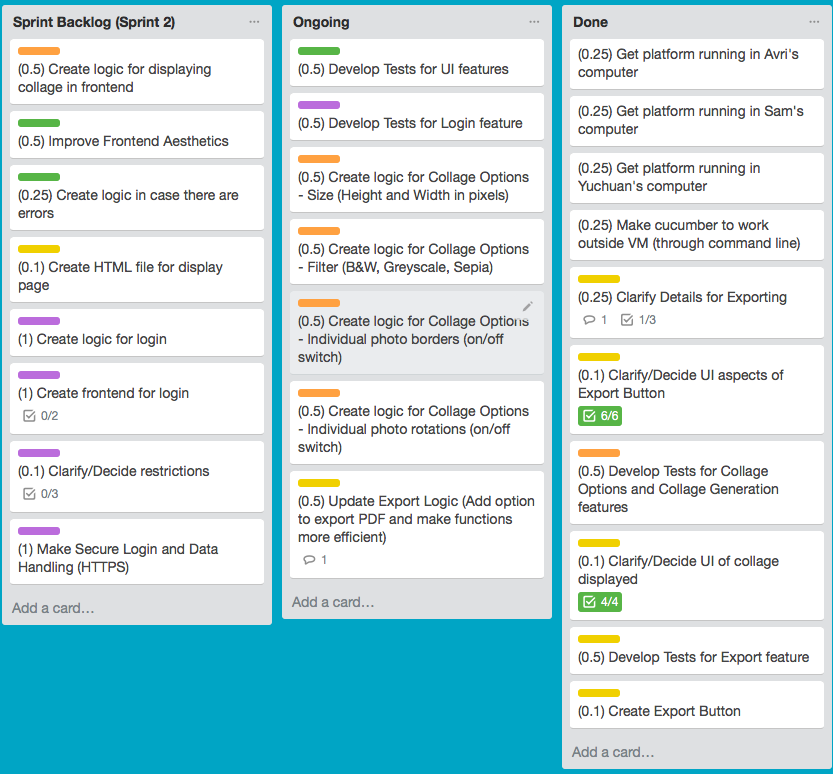 Sprint Backlog (Sprint 2)
(0.5) Create logic for displaying
collage in frontend
(0.5) Improve Frontend Aesthetics
(0.25) Create logic in case there are
errors
(0.1) Create HTML file for display
page
(1) Create logic for login
(1) Create frontend for login
0/2
(0.1) Clarify/Decide restrictions
0/3
(1) Make Secure Login and Data
Handling (HTTPS)
Add a card…
Ongoing
(0.5) Develop Tests for UI features
(0.5) Develop Tests for Login feature
(0.5) Create logic for Collage Options
- Size (Height and Width in pixels)
(0.5) Create logic for Collage Options
- Filter (B&W, Greyscale, Sepia)
(0.5) Create logic for Collage Options
- Individual photo borders (on/off
switch)
(0.5) Create logic for Collage Options
- Individual photo rotations (on/off
switch)
(0.5) Update Export Logic (Add option
to export PDF and make functions
more efficient)
1
Add a card…
Done
(0.25) Get platform running in Avri's
computer
(0.25) Get platform running in Sam's
computer
(0.25) Get platform running in
Yuchuan's computer
(0.25) Make cucumber to work
outside VM (through command line)
(0.25) Clarify Details for Exporting
1 1/3
(0.1) Clarify/Decide UI aspects of
Export Button
6/6
(0.5) Develop Tests for Collage
Options and Collage Generation
features
(0.1) Clarify/Decide UI of collage
displayed
4/4
(0.5) Develop Tests for Export feature
(0.1) Create Export Button
Add a card…